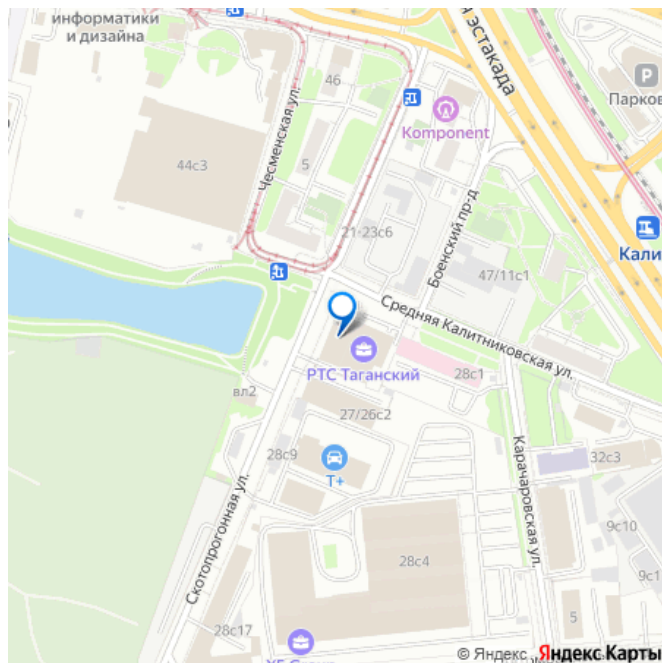 информатики
и дизайна
я эстакада
46
Парков
Komponent
Чесменская ул.
44с3
5
21-23с6
Боенский пр-д
Кали
47/11с1
Средняя Калитниковская ул.
РТС Таганский
28с1
вл2
27/26с2
28с9
Т+
32с3
Карачаровская ул.
Скотопрогонная ул.
9с10
28с4
9с1
5
28с17
© Яндекс
Яндекс Карты